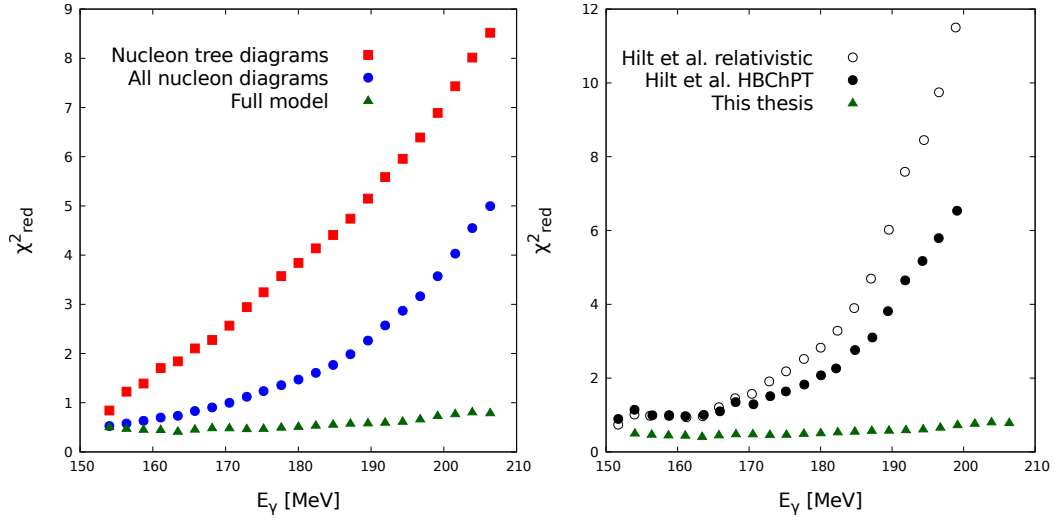 9
8
7
6
5
4
3
2
1
0
χ²red
Nucleon tree diagrams
All nucleon diagrams
Full model
150 160 170 180 190 200 210
Eγ [MeV]
12
10
8
6
4
2
0
χ²red
Hilt et al. relativistic
Hilt et al. HBChPT
This thesis
150 160 170 180 190 200 210
Eγ [MeV]